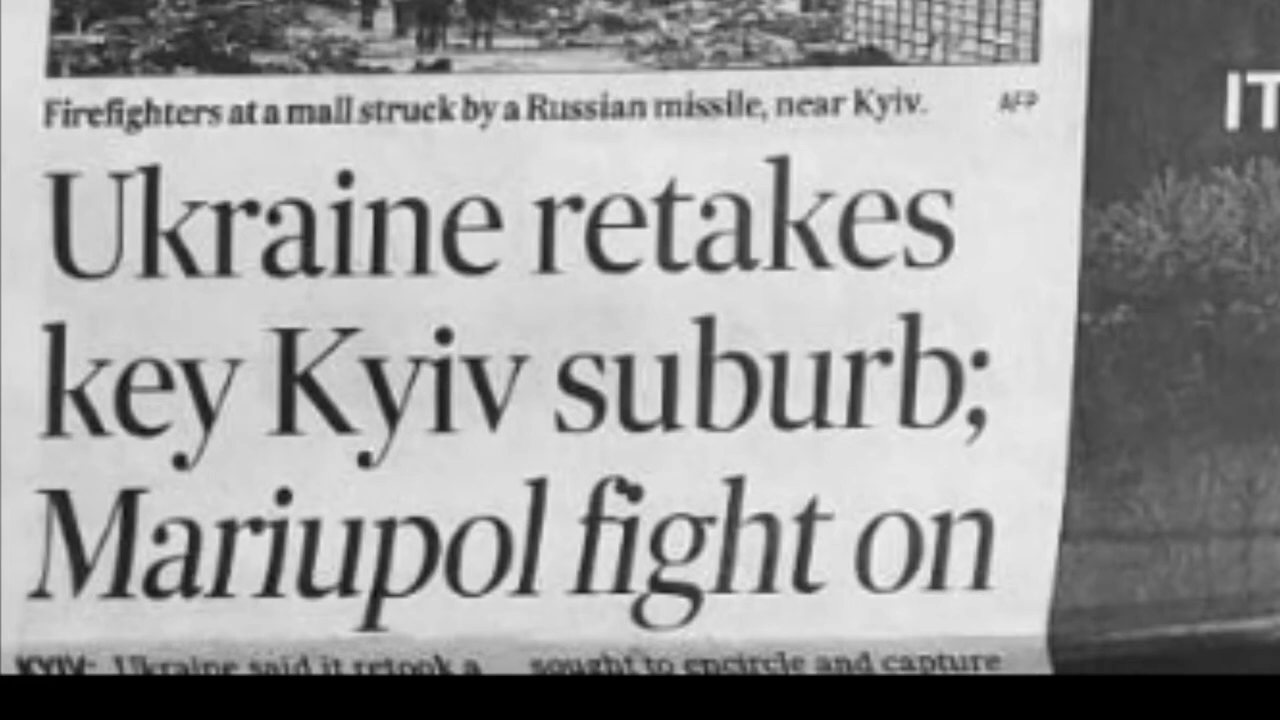 Firefighters at a mall struck by a Russian missile, near Kyiv.
AFP
Ukraine retakes
key Kyiv suburb;
Mariupol fight on
KYIV: Ukraine said it retook a
sought to encircle and capture
IT